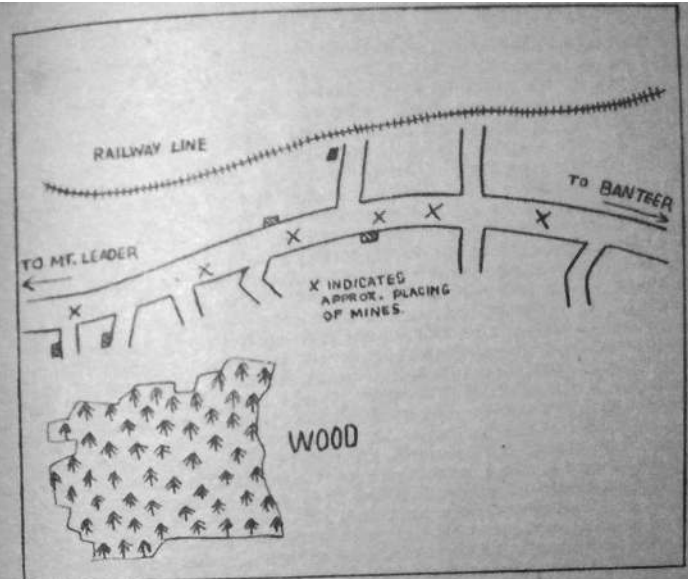 RAILWAY LINE
TO BANTEER
TO MT. LEADER
X INDICATES
APPROX. PLACING
OF MINES.
WOOD